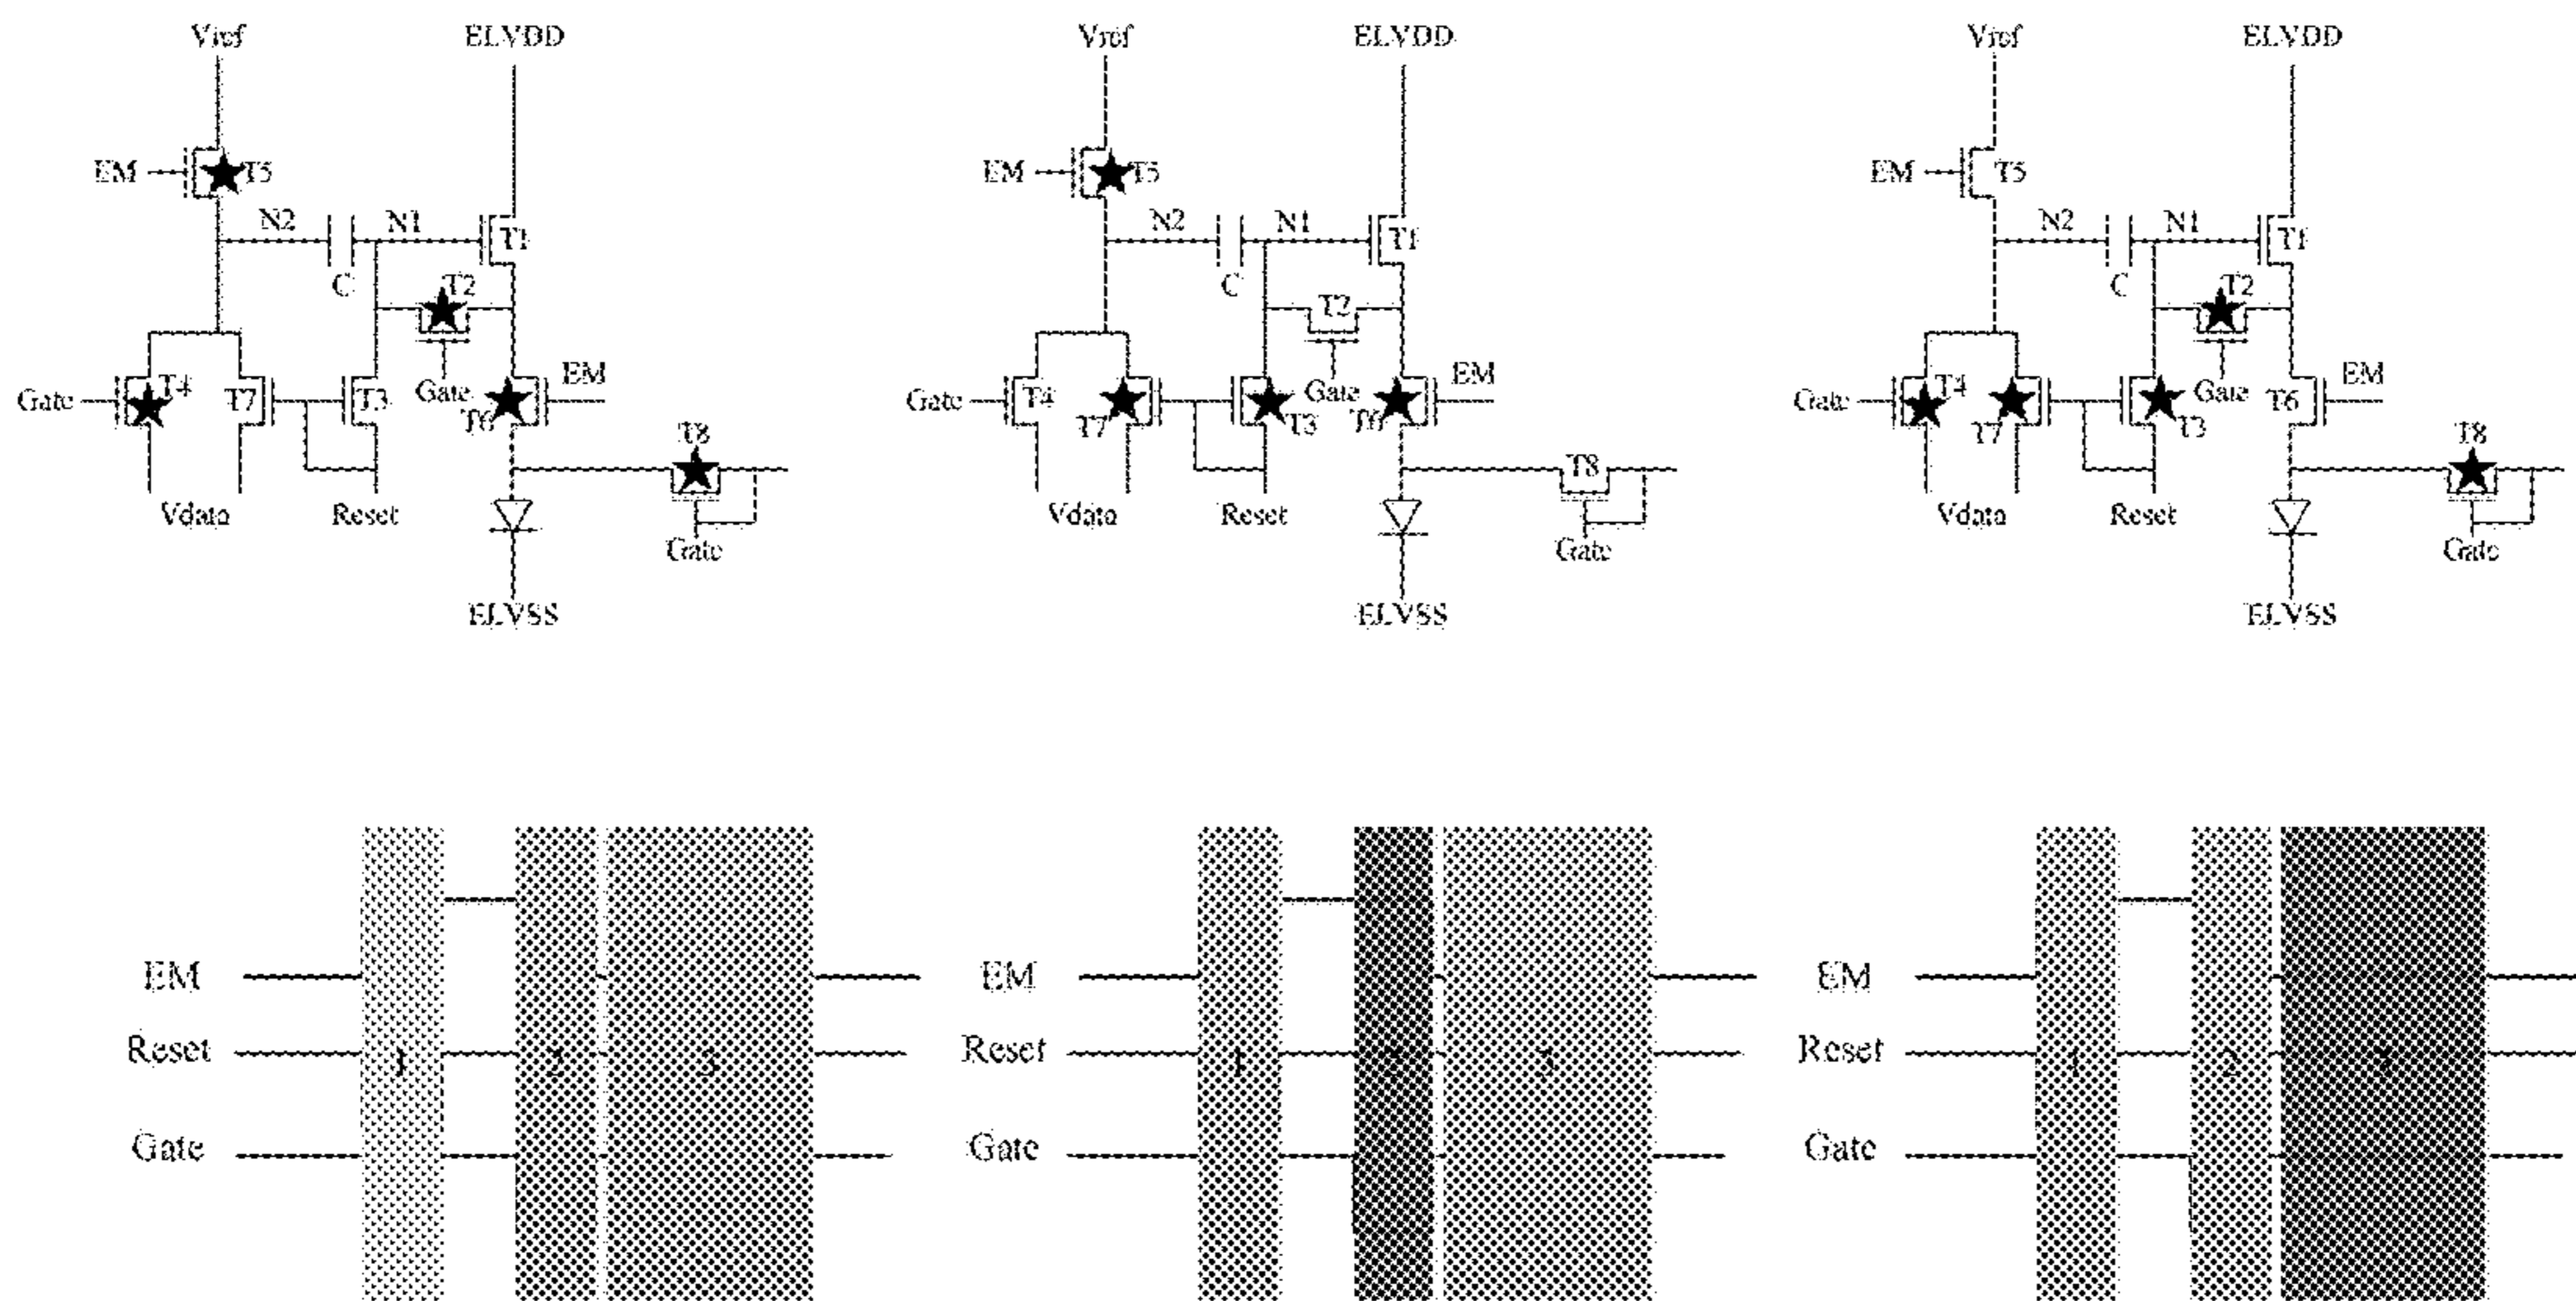 Vref ELVDD Vref ELVDD Vref ELVDD
EM T5 EM T5 EM T5
N2 N1 T1 N2 N1 T1 N2 N1 T1
C T2 C T2 C T2
Gate T4 T7 T3 Gate T6 EM Gate T4 T7 T3 Gate T6 EM Gate T4 T7 T3 Gate T6 EM
T8 T8 T8
Vdata Reset Vdata Reset Vdata Reset
Gate Gate Gate
ELVSS ELVSS ELVSS
EM EM EM
Reset 1 2 3 Reset 1 2 3 Reset 1 2 3
Gate Gate Gate